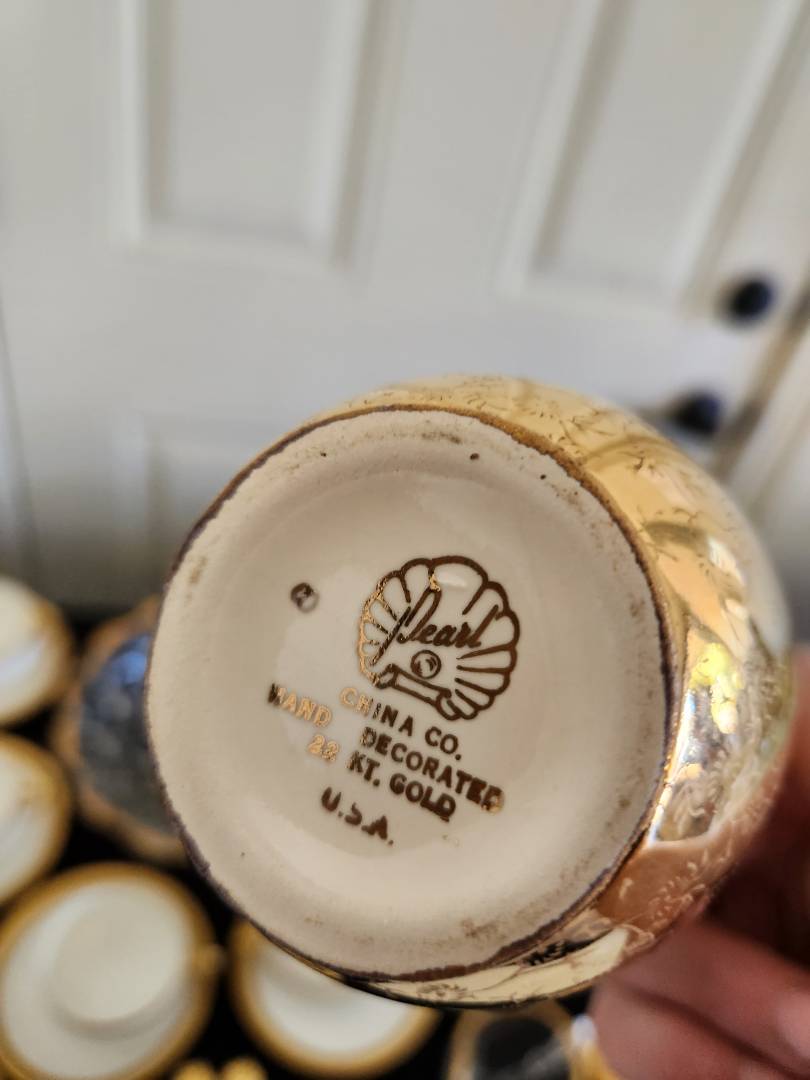 Pearl
CHINA CO.
HAND DECORATED
22 KT. GOLD
U.S.A.